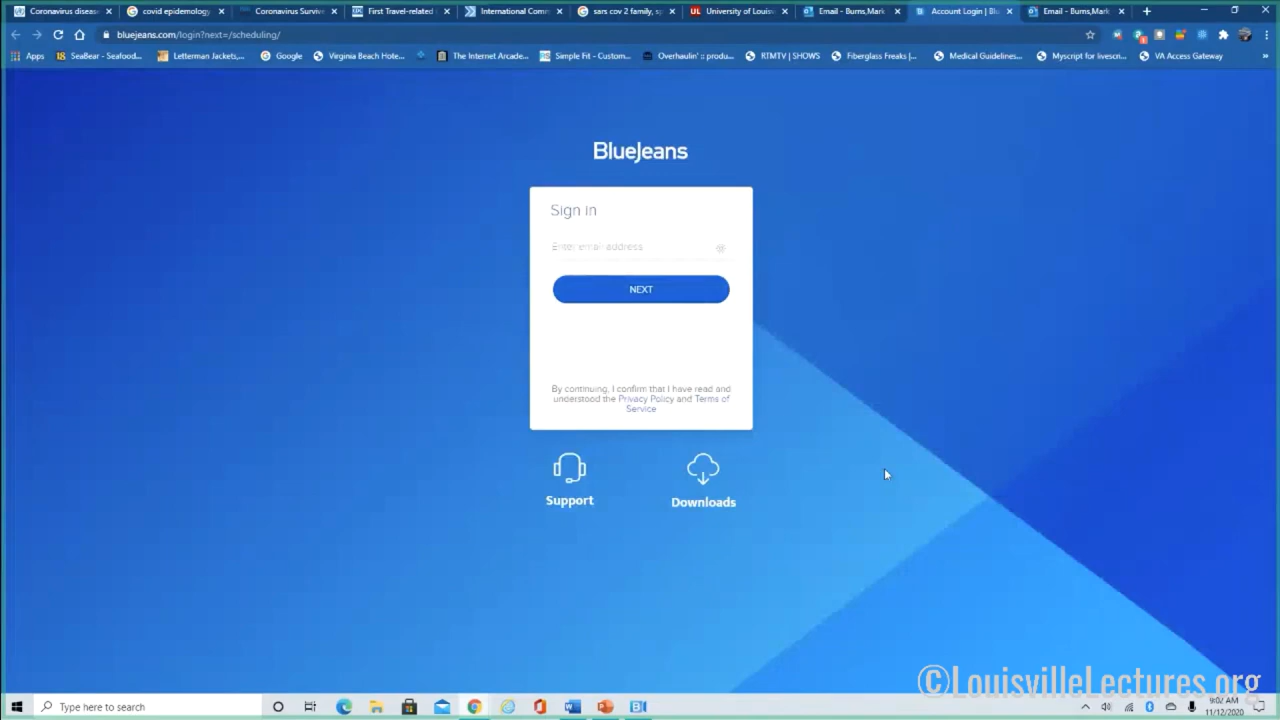 Coronavirus disease
covid epidemiology
Coronavirus Survive
First Travel-related
International Comm
sars cov 2 family, sp
University of Louisv
Email - Burns,Mark
Account Login | Blu
Email - Burns,Mark
bluejeans.com/login?next=/scheduling/
Apps
SeaBear - Seafood...
Letterman Jackets,...
Google
Virginia Beach Hote...
The Internet Arcade...
Simple Fit - Custom...
Overhaulin' :: produ...
RTMTV | SHOWS
Fiberglass Freaks |...
Medical Guidelines...
Myscript for livescri...
VA Access Gateway
»
BlueJeans
Sign in
Enter email address
NEXT
By continuing, I confirm that I have read and
understood the Privacy Policy and Terms of
Service
Support
Downloads
©LouisvilleLectures.org
Type here to search
9:02 AM
11/12/2020